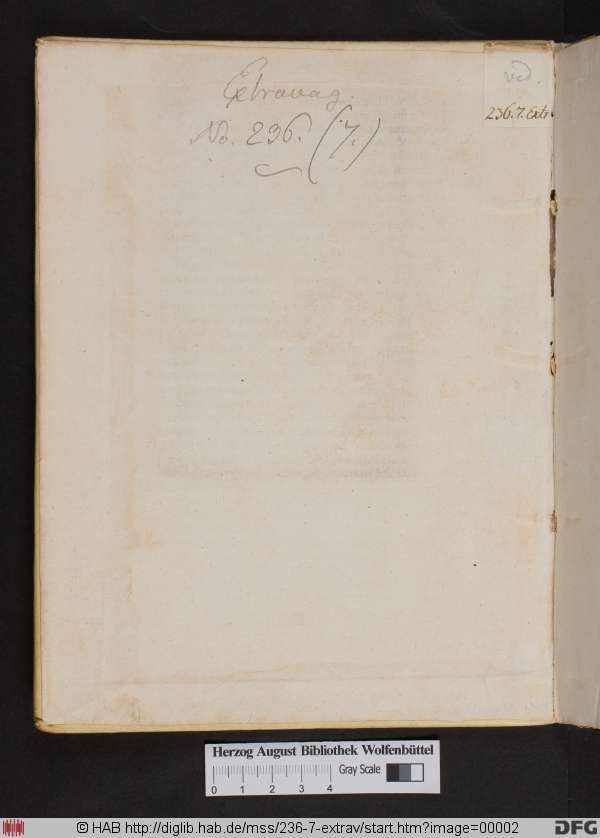 Extravag.
No. 236. (7.)
vid.
236.7. Extr
Herzog August Bibliothek Wolfenbüttel
0 1 2 3 4 Gray Scale
© HAB http://diglib.hab.de/mss/236-7-extrav/start.htm?image=00002
DFG